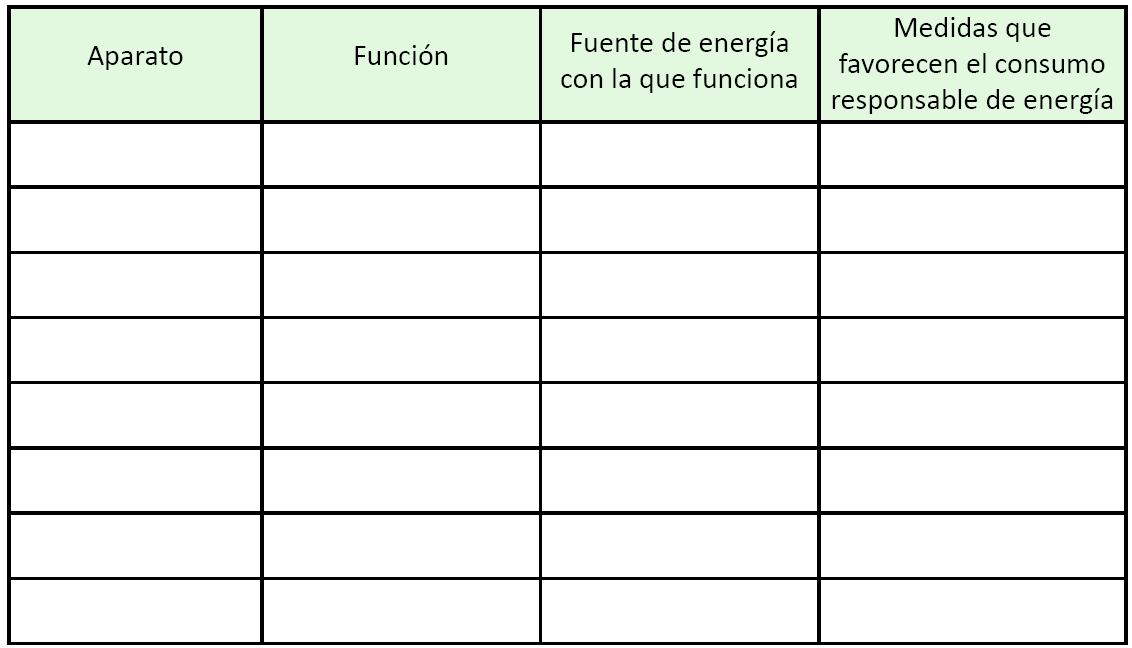 Aparato
Función
Fuente de energía
con la que funciona
Medidas que
favorecen el consumo
responsable de energía